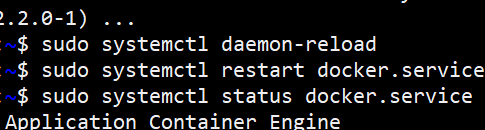 2.2.0-1) ...
~$ sudo systemctl daemon-reload
~$ sudo systemctl restart docker.service
~$ sudo systemctl status docker.service
Application Container Engine